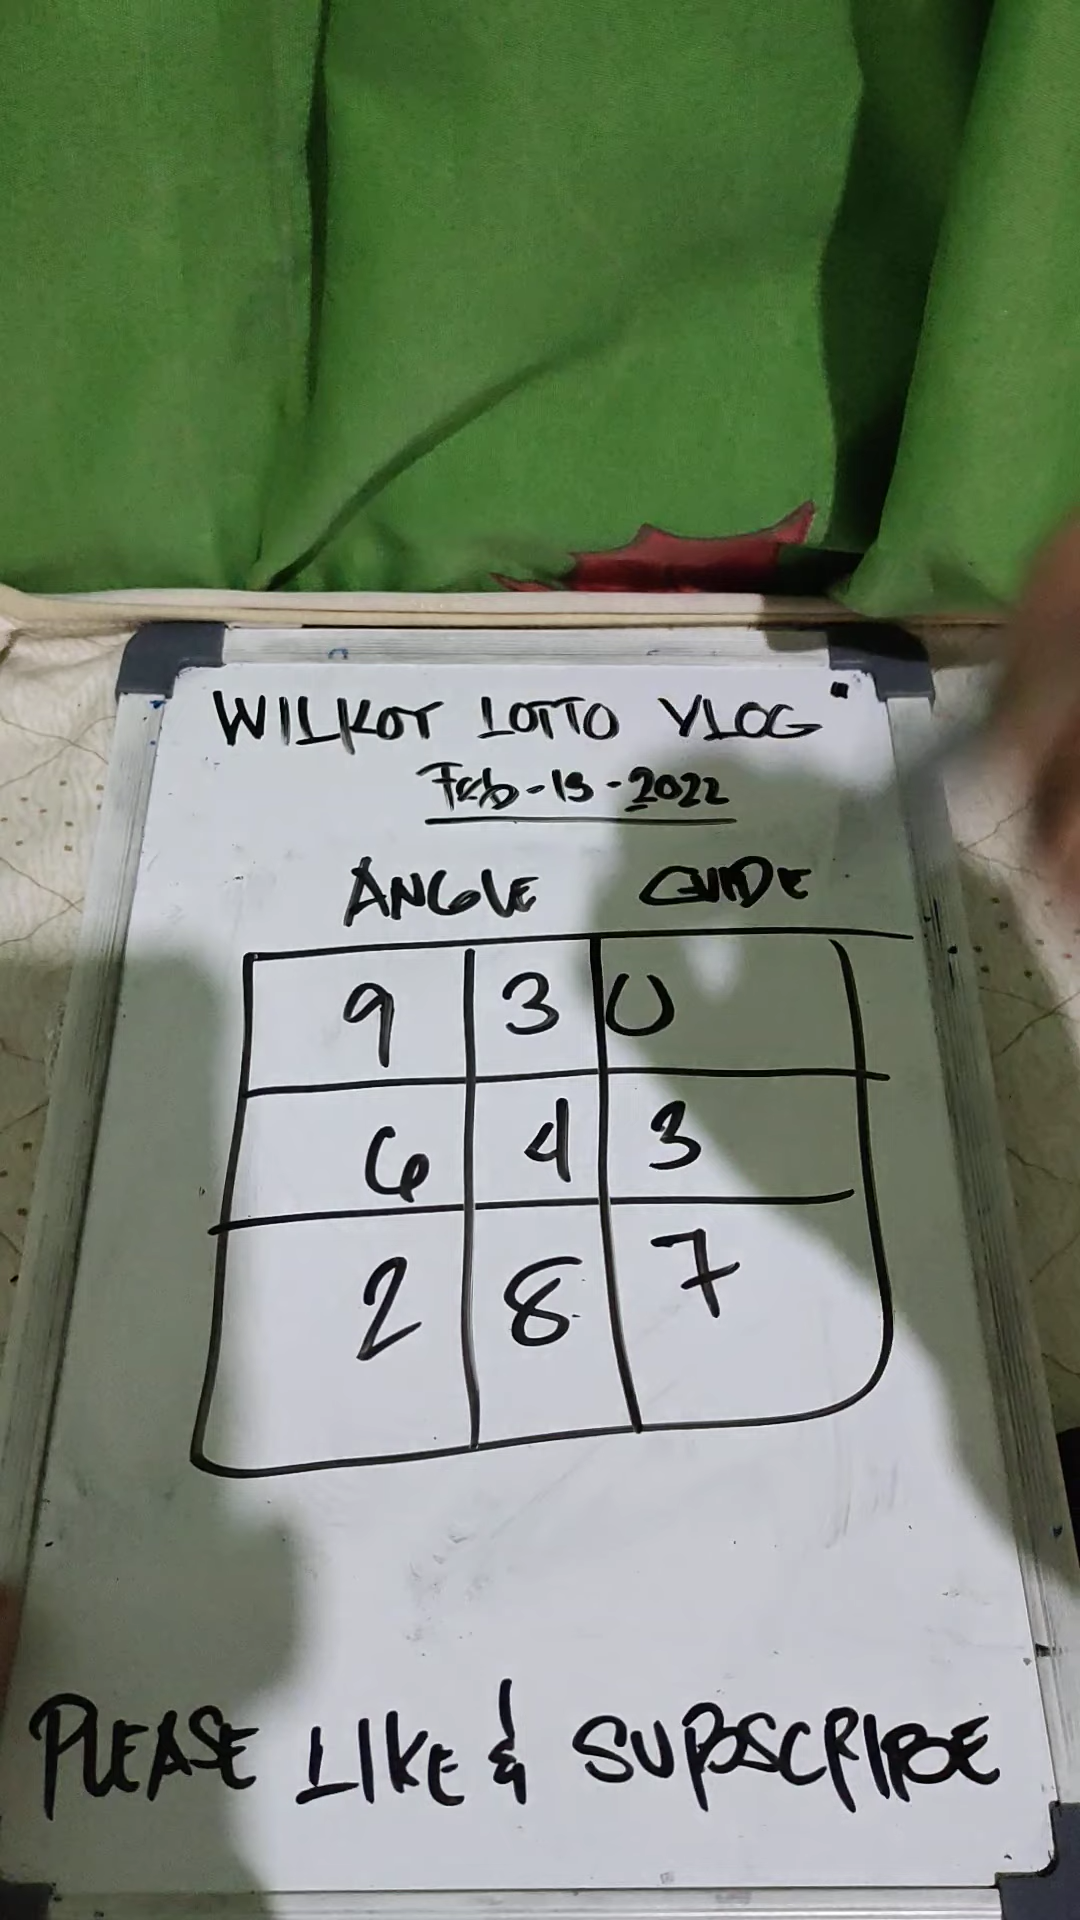 WILKOT LOTTO VLOG
Feb-13-2022
ANGLE GUIDE
9 3 0
6 4 3
2 8 7
PLEASE LIKE & SUBSCRIBE